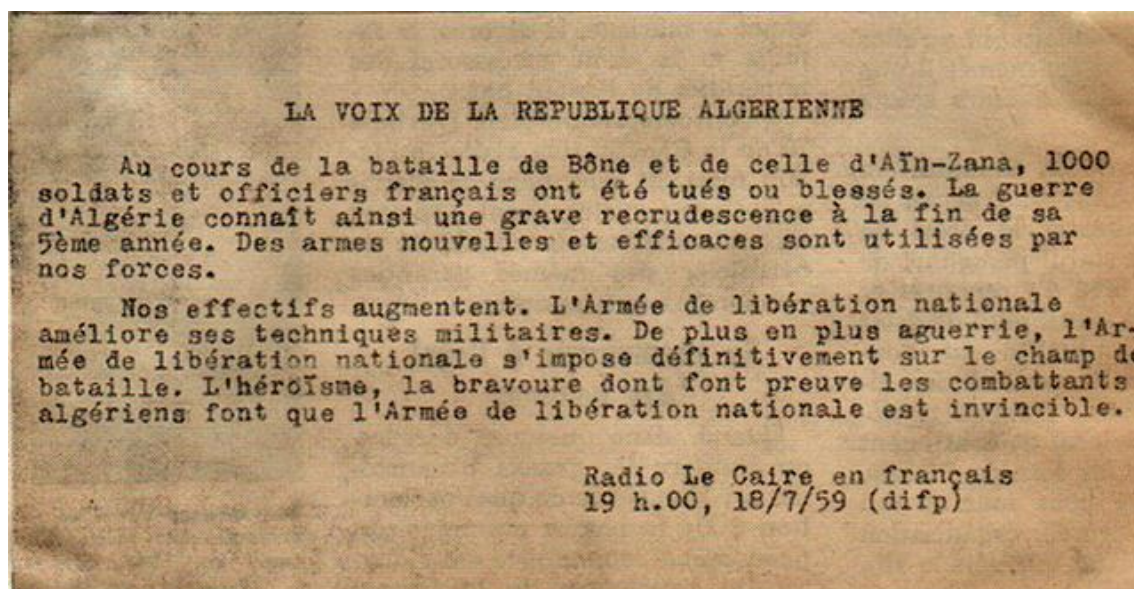 LA VOIX DE LA REPUBLIQUE ALGERIENNE
Au cours de la bataille de Bône et de celle d'Aïn-Zana, 1000
soldats et officiers français ont été tués ou blessés. La guerre
d'Algérie connaît ainsi une grave recrudescence à la fin de sa
5ème année. Des armes nouvelles et efficaces sont utilisées par
nos forces.
Nos effectifs augmentent. L'Armée de libération nationale
améliore ses techniques militaires. De plus en plus aguerrie, l'Ar-
mée de libération nationale s'impose définitivement sur le champ de
bataille. L'héroïsme, la bravoure dont font preuve les combattants
algériens font que l'Armée de libération nationale est invincible.
Radio Le Caire en français
19 h.00, 18/7/59 (difp)